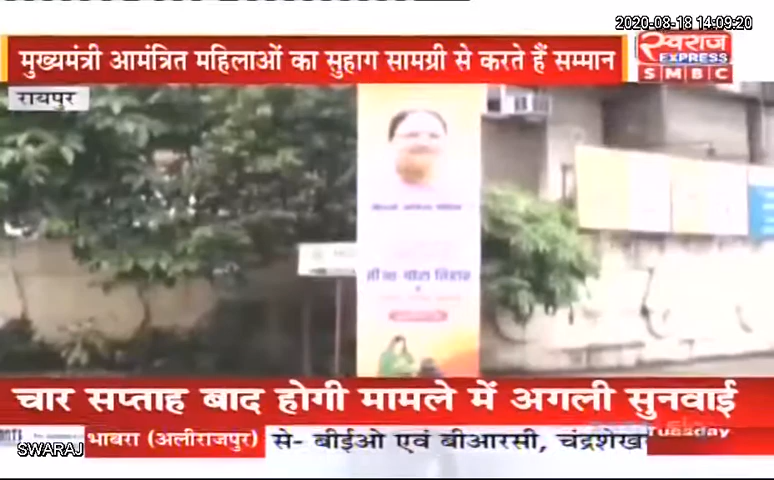 2020-08-18 14:09:20
मुख्यमंत्री आमंत्रित महिलाओं का सुहाग सामग्री से करते हैं सम्मान
स्वराज
EXPRESS
SMBC
रायपुर
तीजा पोरा तिहार
चार सप्ताह बाद होगी मामले में अगली सुनवाई
Tuesday
SWARAJ
भाबरा (अलीराजपुर) से- बीईओ एवं बीआरसी, चंद्रशेख